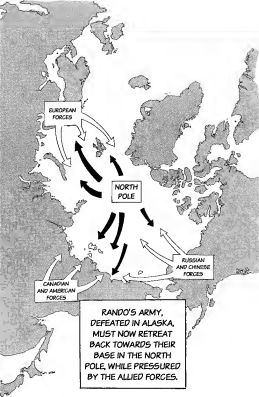 EUROPEAN
FORCES
NORTH
POLE
RUSSIAN
AND CHINESE
FORCES
CANADIAN
AND AMERICAN
FORCES
RANDO'S ARMY,
DEFEATED IN ALASKA,
MUST NOW RETREAT
BACK TOWARDS THEIR
BASE IN THE NORTH
POLE, WHILE PRESSURED
BY THE ALLIED FORCES.